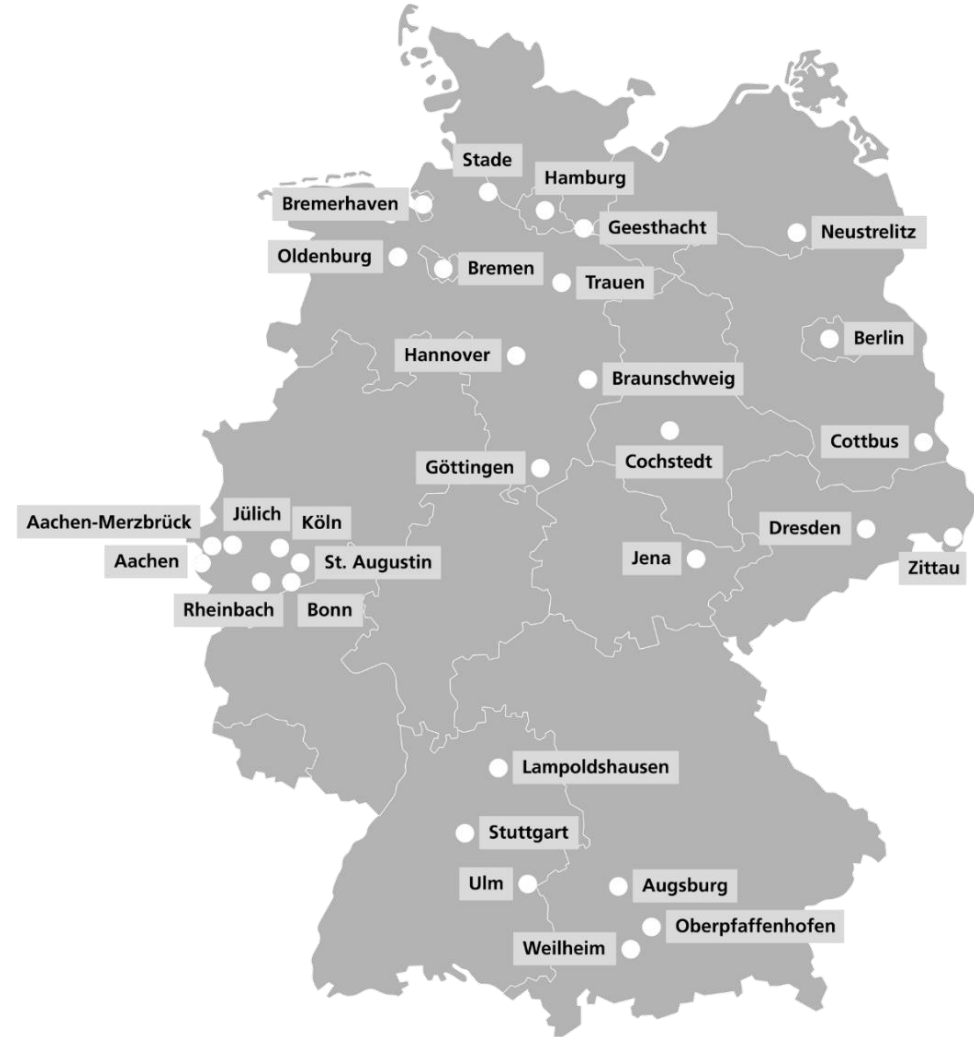 Stade
Hamburg
Bremerhaven
Geesthacht
Neustrelitz
Oldenburg
Bremen
Trauen
Berlin
Hannover
Braunschweig
Cottbus
Göttingen
Cochstedt
Jülich
Aachen-Merzbrück
Köln
Dresden
Aachen
St. Augustin
Jena
Zittau
Rheinbach
Bonn
Lampoldshausen
Stuttgart
Ulm
Augsburg
Oberpfaffenhofen
Weilheim